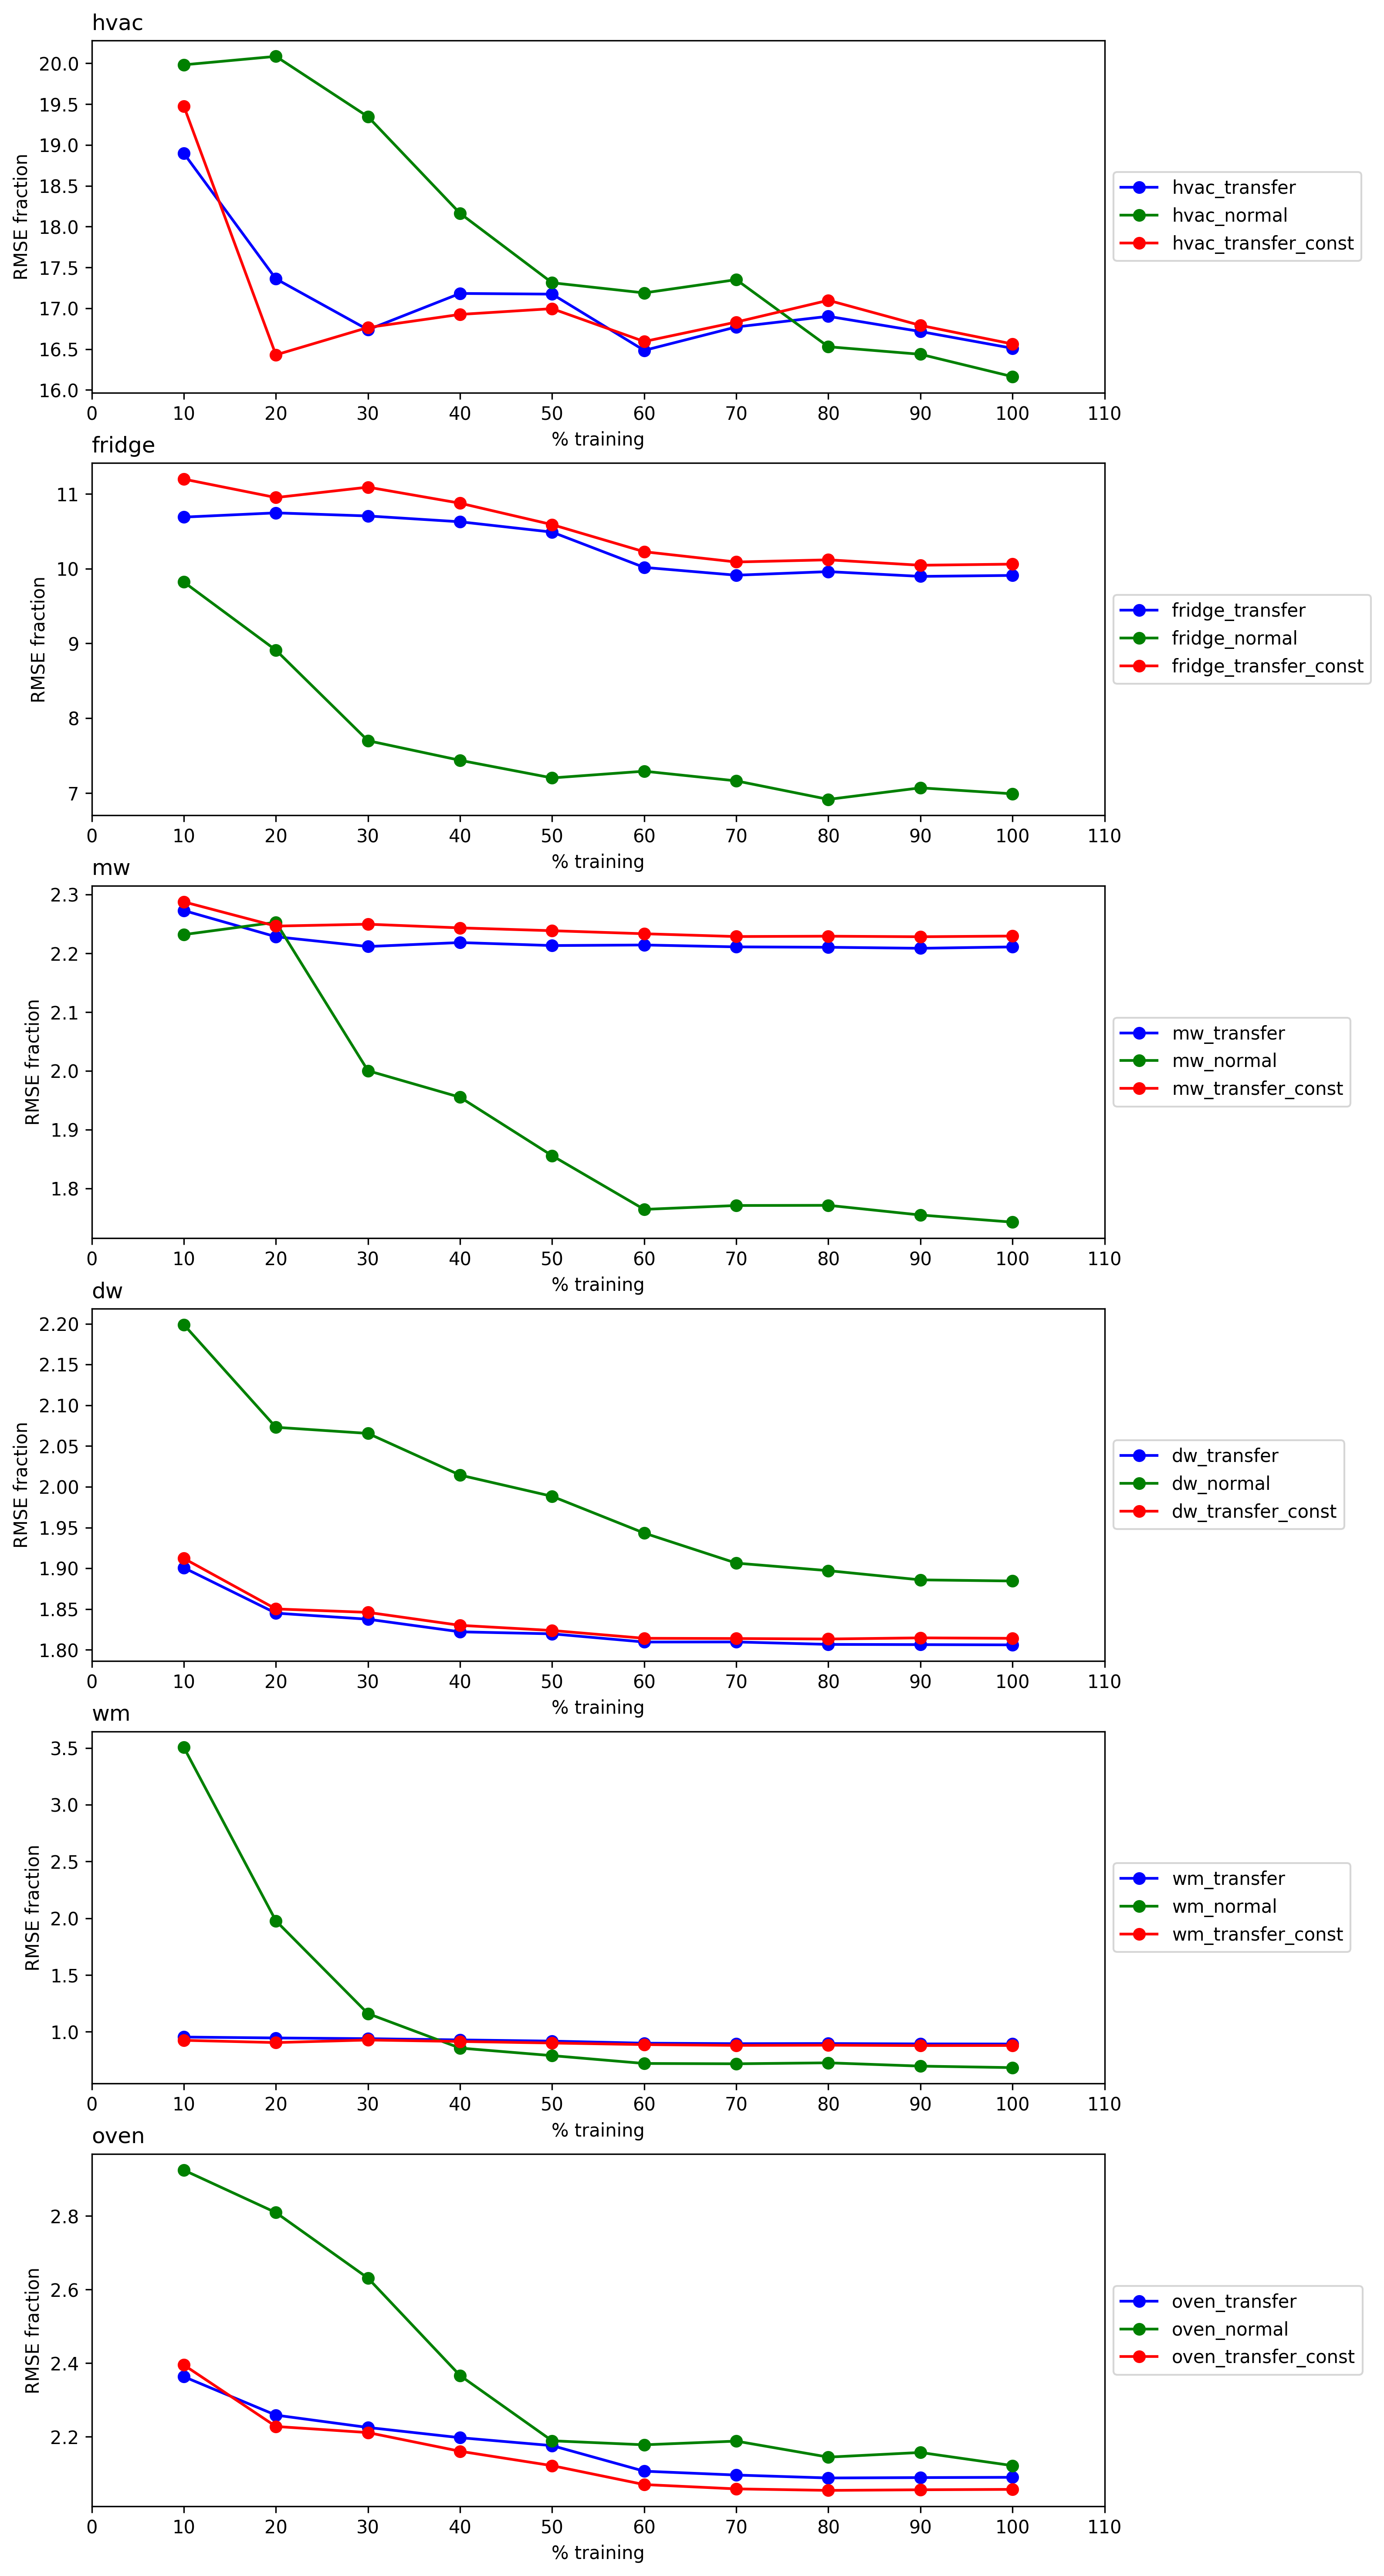 hvac
20.0
19.5
19.0
18.5
18.0
17.5
17.0
16.5
16.0
RMSE fraction
0 10 20 30 40 50 60 70 80 90 100 110
% training
hvac_transfer
hvac_normal
hvac_transfer_const
fridge
11
10
9
8
7
RMSE fraction
0 10 20 30 40 50 60 70 80 90 100 110
% training
fridge_transfer
fridge_normal
fridge_transfer_const
mw
2.3
2.2
2.1
2.0
1.9
1.8
RMSE fraction
0 10 20 30 40 50 60 70 80 90 100 110
% training
mw_transfer
mw_normal
mw_transfer_const
dw
2.20
2.15
2.10
2.05
2.00
1.95
1.90
1.85
1.80
RMSE fraction
0 10 20 30 40 50 60 70 80 90 100 110
% training
dw_transfer
dw_normal
dw_transfer_const
wm
3.5
3.0
2.5
2.0
1.5
1.0
RMSE fraction
0 10 20 30 40 50 60 70 80 90 100 110
% training
wm_transfer
wm_normal
wm_transfer_const
oven
2.8
2.6
2.4
2.2
RMSE fraction
0 10 20 30 40 50 60 70 80 90 100 110
% training
oven_transfer
oven_normal
oven_transfer_const